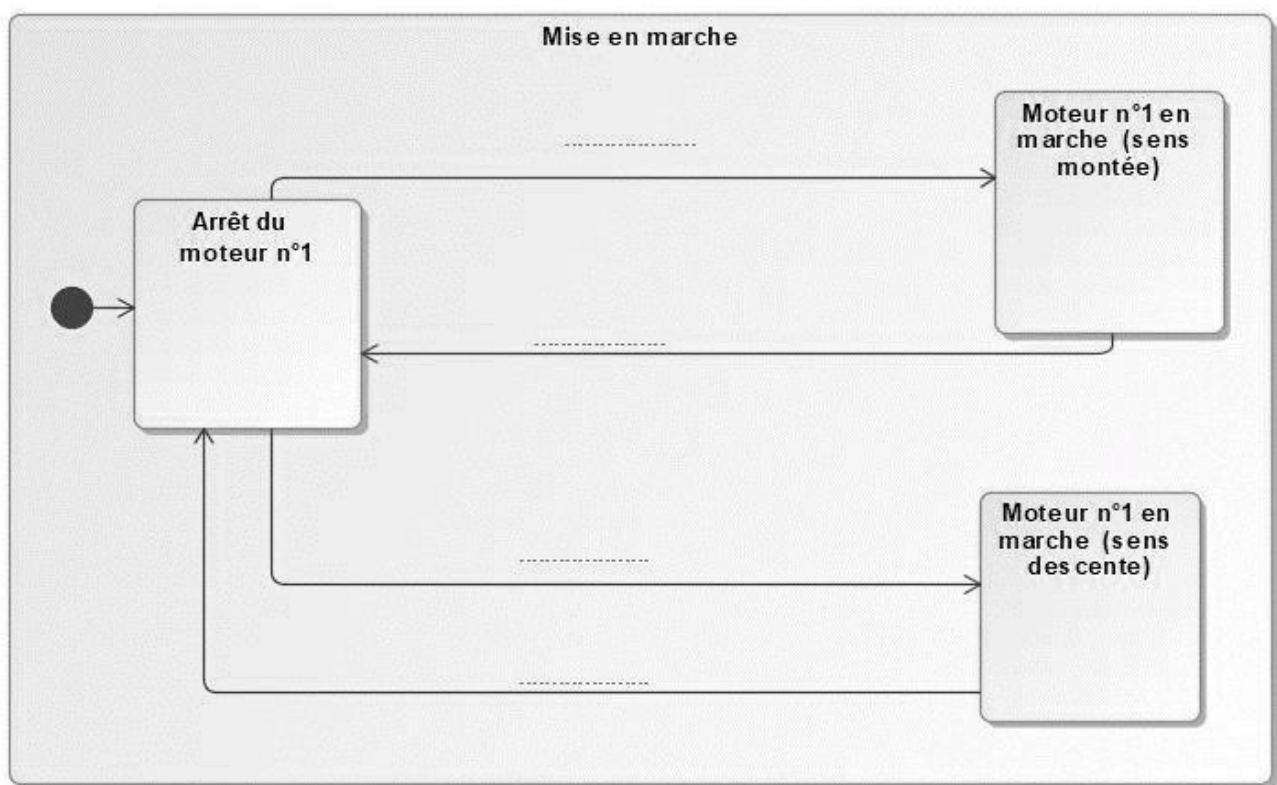 Mise en marche
Moteur n°1 en
marche (sens
montée)
Arrêt du
moteur n°1
Moteur n°1 en
marche (sens
descente)